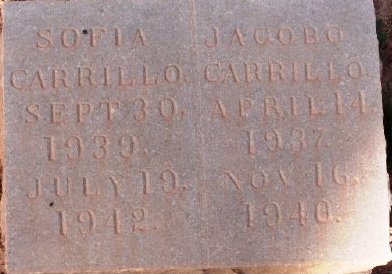 SOFIA
CARRILLO.
SEPT 30.
1939.
JULY 19.
1942.
JACOBO
CARRILLO.
APRIL 14.
1937.
NOV 16.
1940.